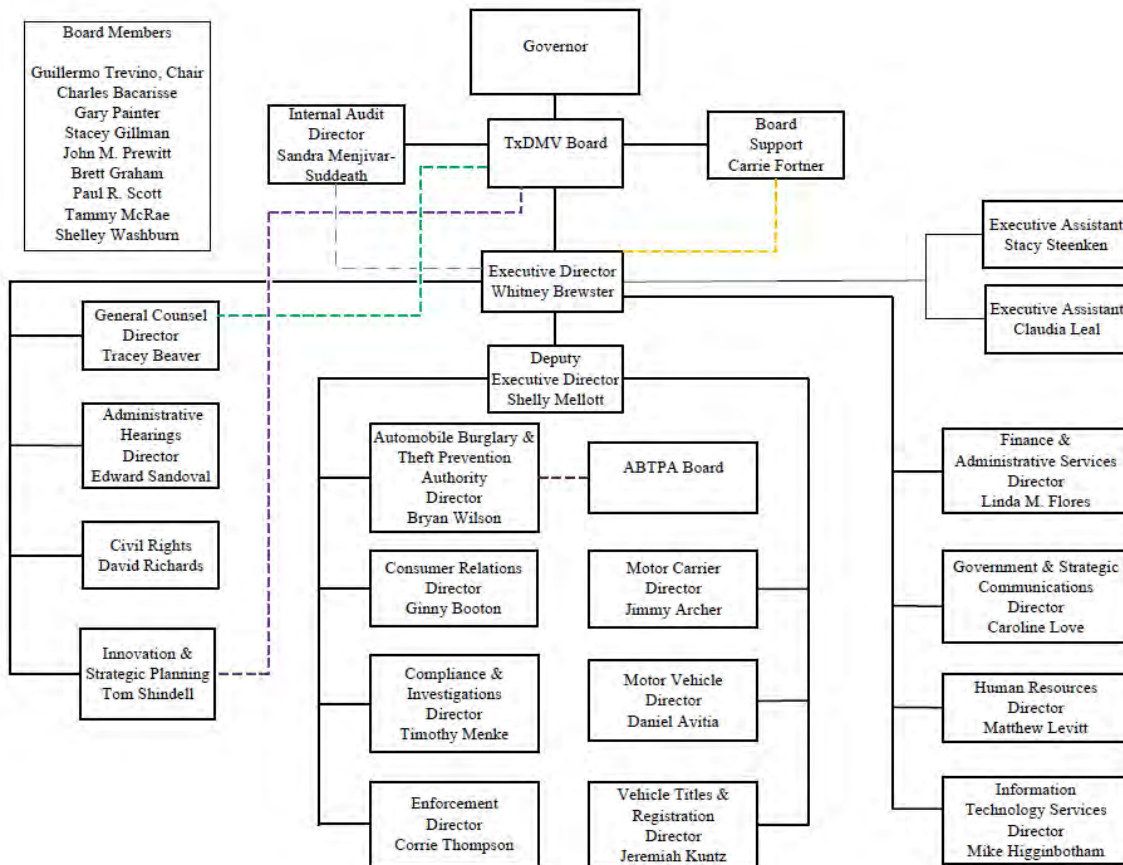 Board Members
Guillermo Trevino, Chair
Charles Bacarisse
Gary Painter
Stacey Gillman
John M. Prewitt
Brett Graham
Paul R. Scott
Tammy McRae
Shelley Washburn
Governor
Internal Audit
Director
Sandra Menjivar-
Suddeath
TxDMV Board
Board
Support
Carrie Fortner
Executive Director
Whitney Brewster
Executive Assistant
Stacy Steenken
Executive Assistant
Claudia Leal
General Counsel
Director
Tracey Beaver
Administrative
Hearings
Director
Edward Sandoval
Civil Rights
David Richards
Innovation &
Strategic Planning
Tom Shindell
Deputy
Executive Director
Shelly Mellott
Automobile Burglary &
Theft Prevention
Authority
Director
Bryan Wilson
ABTPA Board
Consumer Relations
Director
Ginny Booton
Motor Carrier
Director
Jimmy Archer
Compliance &
Investigations
Director
Timothy Menke
Motor Vehicle
Director
Daniel Avitia
Enforcement
Director
Corrie Thompson
Vehicle Titles &
Registration
Director
Jeremiah Kuntz
Finance &
Administrative Services
Director
Linda M. Flores
Government & Strategic
Communications
Director
Caroline Love
Human Resources
Director
Matthew Levitt
Information
Technology Services
Director
Mike Higginbotham